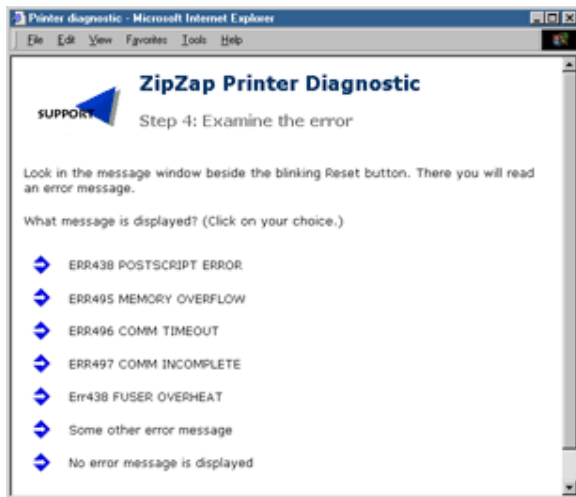 Printer diagnostic - Microsoft Internet Explorer
File Edit View Favorites Tools Help
ZipZap Printer Diagnostic
SUPPORT
Step 4: Examine the error
Look in the message window beside the blinking Reset button. There you will read
an error message.
What message is displayed? (Click on your choice.)
ERR438 POSTSCRIPT ERROR
ERR495 MEMORY OVERFLOW
ERR496 COMM TIMEOUT
ERR497 COMM INCOMPLETE
Err438 FUSER OVERHEAT
Some other error message
No error message is displayed